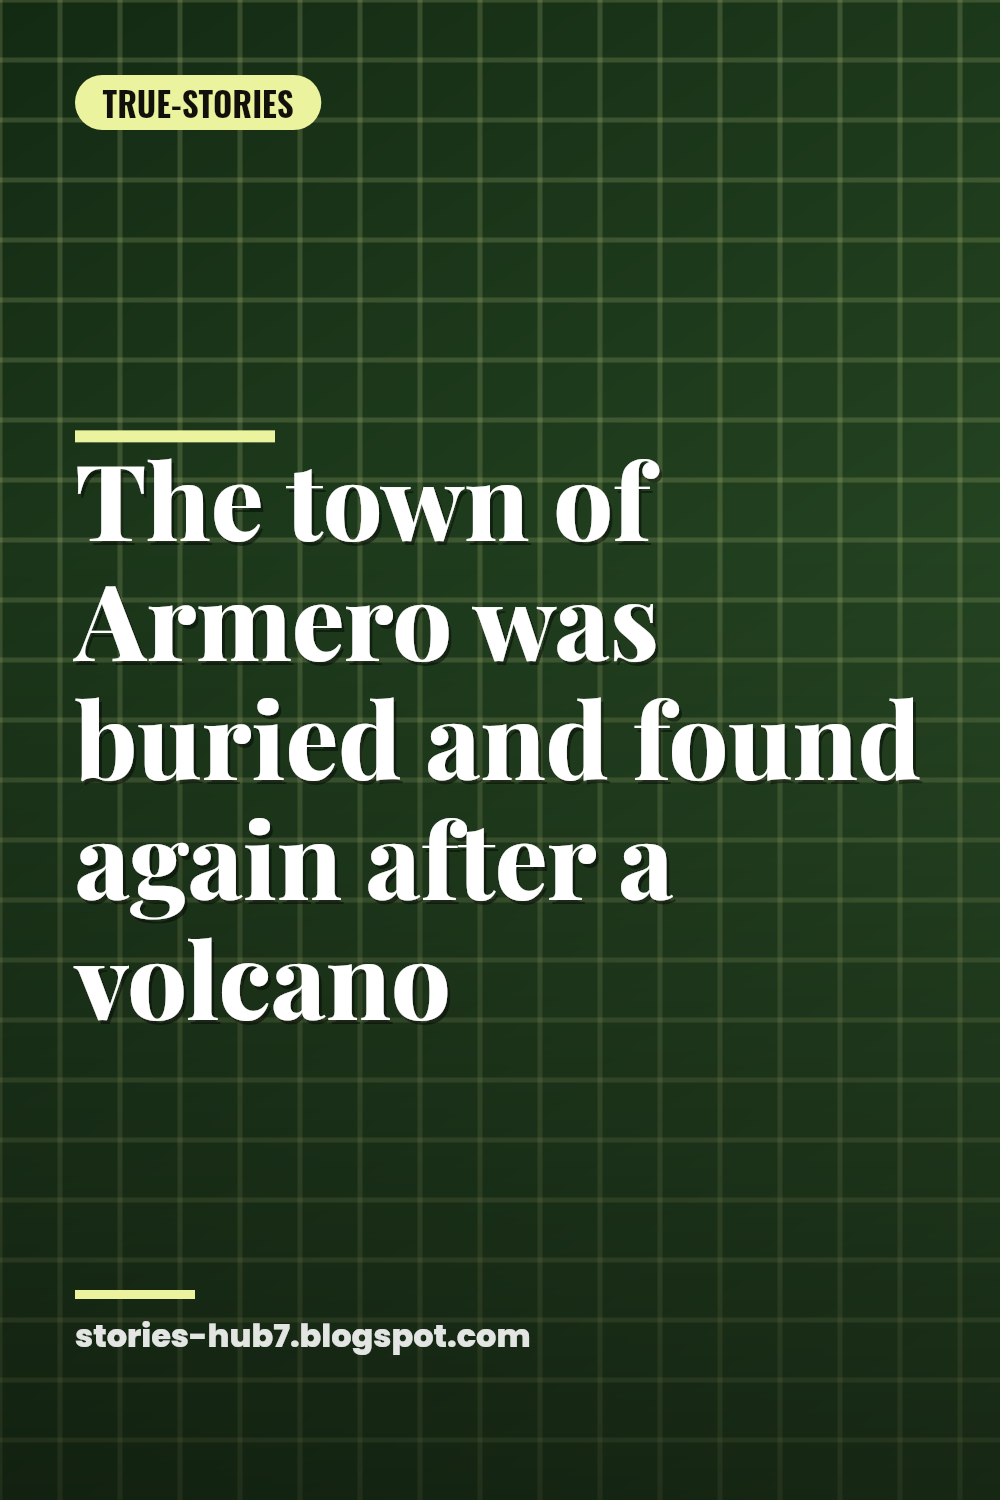 TRUE-STORIES
The town of
Armero was
buried and found
again after a
volcano
stories-hub7.blogspot.com